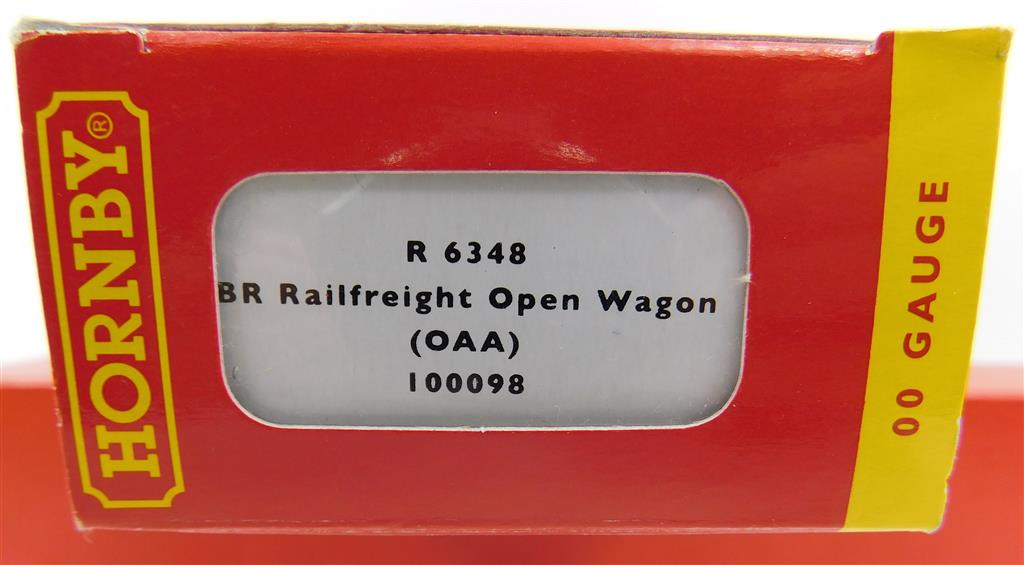 HORNBY®
R 6348
BR Railfreight Open Wagon
(OAA)
100098
00 GAUGE